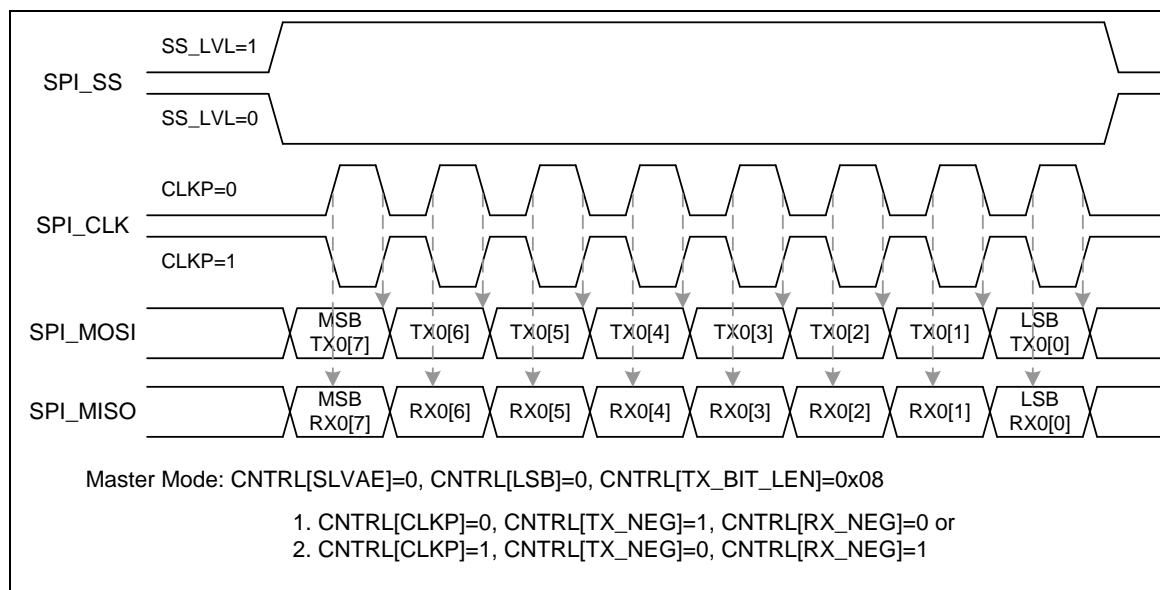 SS_LVL=1
SPI_SS
SS_LVL=0
CLKP=0
SPI_CLK
CLKP=1
SPI_MOSI
MSB
TX0[7]
TX0[6]
TX0[5]
TX0[4]
TX0[3]
TX0[2]
TX0[1]
LSB
TX0[0]
SPI_MISO
MSB
RX0[7]
RX0[6]
RX0[5]
RX0[4]
RX0[3]
RX0[2]
RX0[1]
LSB
RX0[0]
Master Mode: CNTRL[SLVAE]=0, CNTRL[LSB]=0, CNTRL[TX_BIT_LEN]=0x08
1. CNTRL[CLKP]=0, CNTRL[TX_NEG]=1, CNTRL[RX_NEG]=0 or
2. CNTRL[CLKP]=1, CNTRL[TX_NEG]=0, CNTRL[RX_NEG]=1